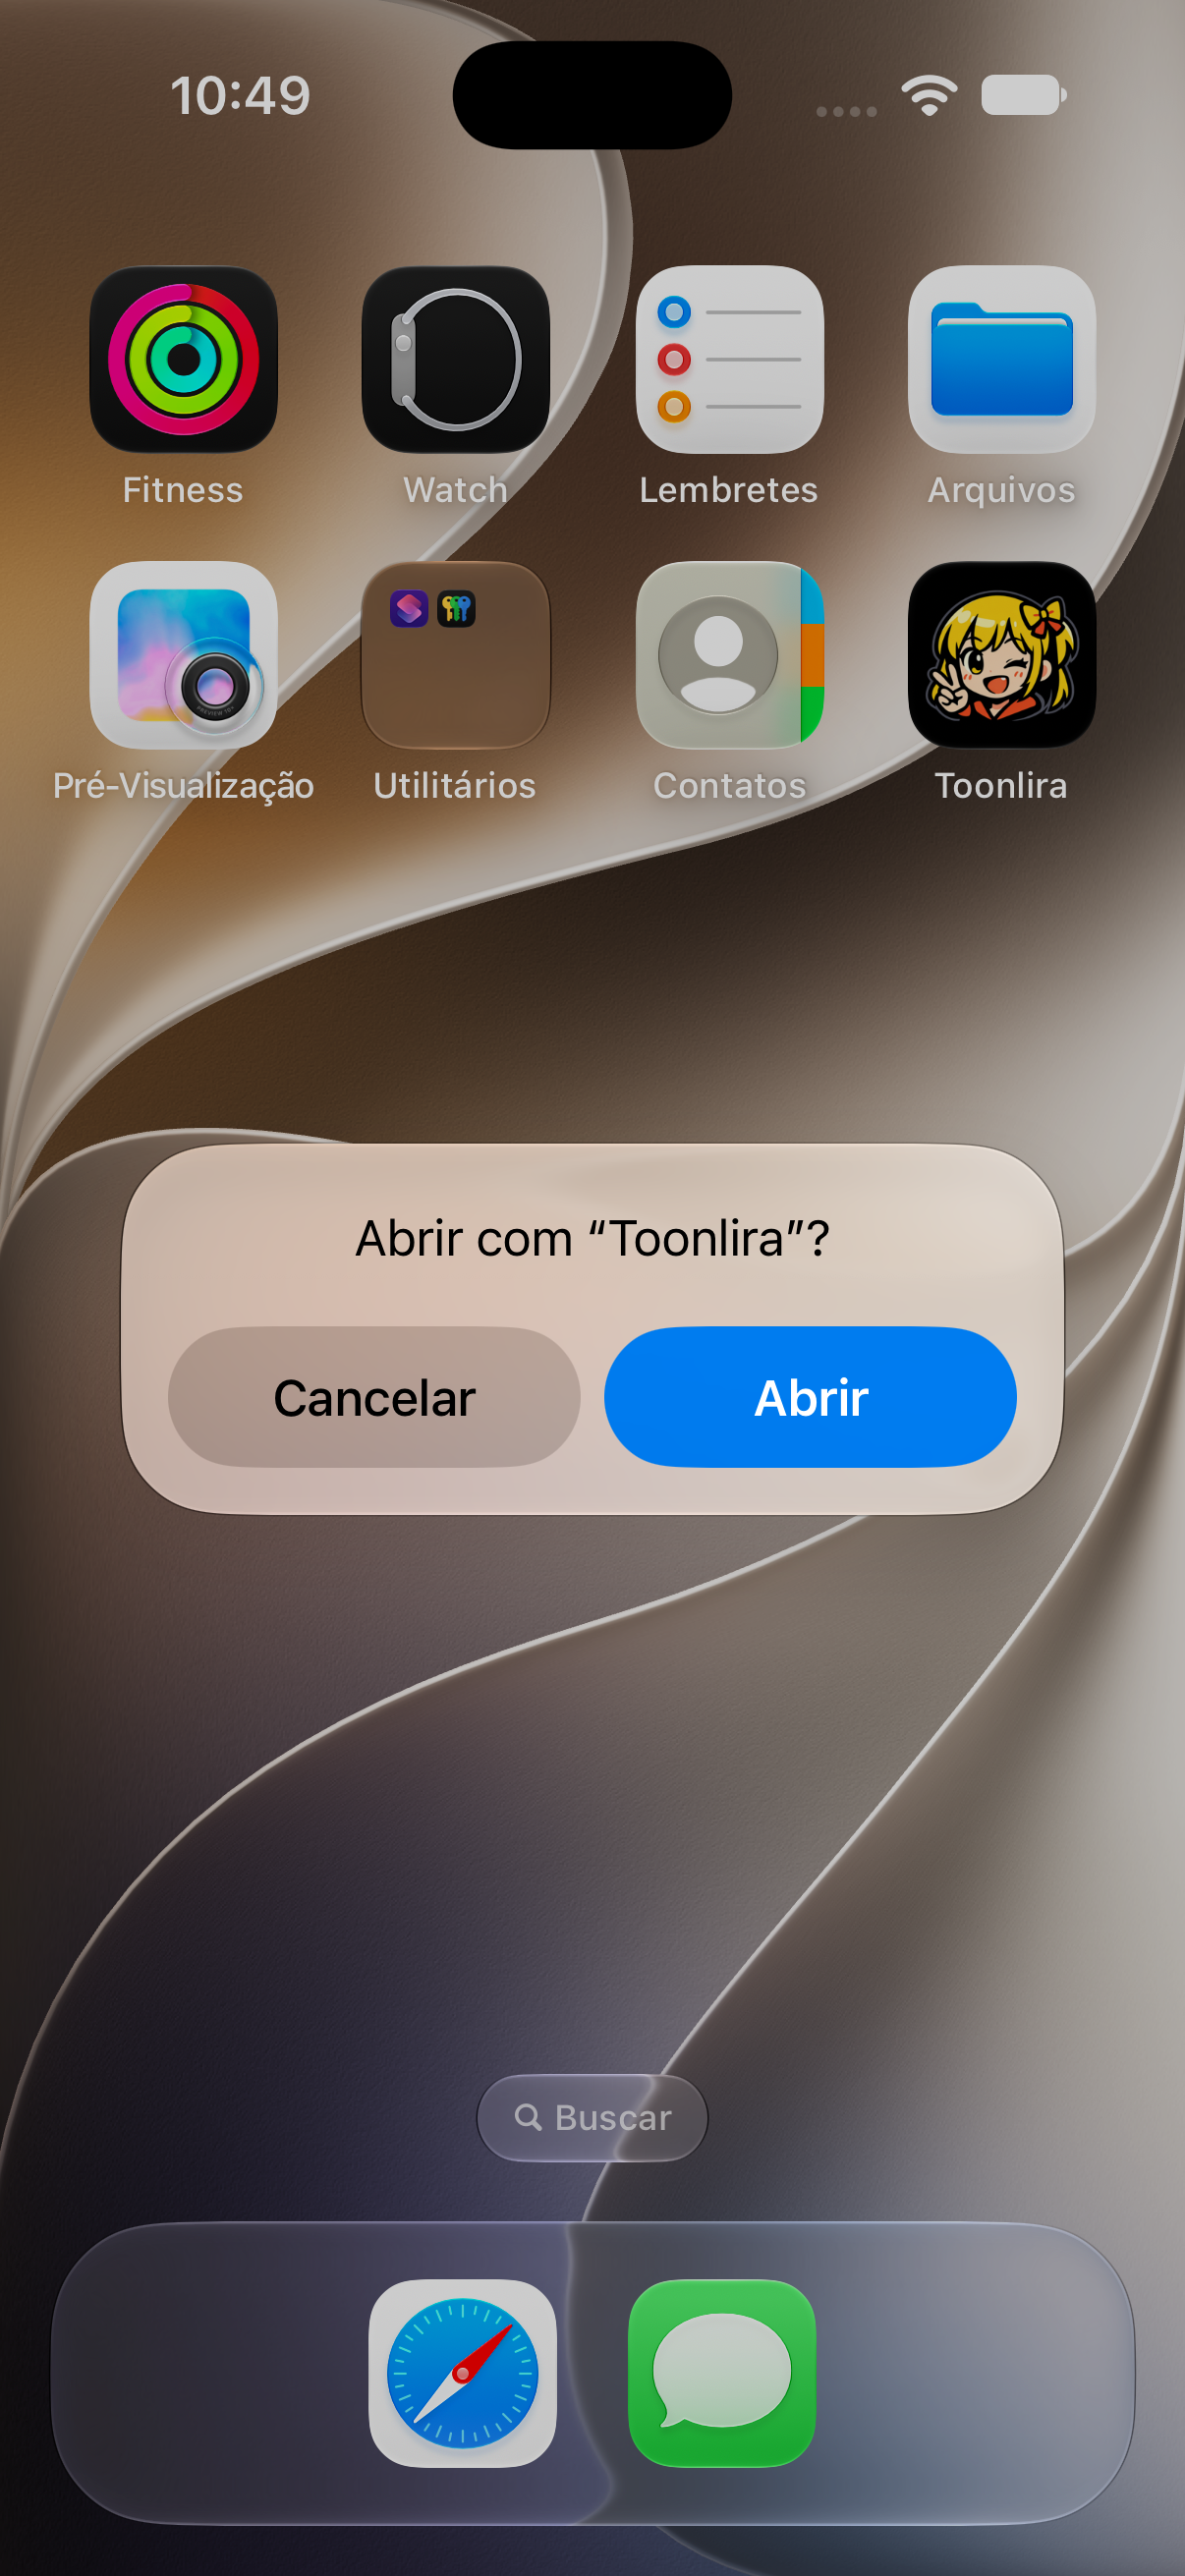 10:49
Fitness
Watch
Lembretes
Arquivos
Pré-Visualização
Utilitários
Contatos
Toonlira
Abrir com “Toonlira”?
Cancelar
Abrir
Buscar